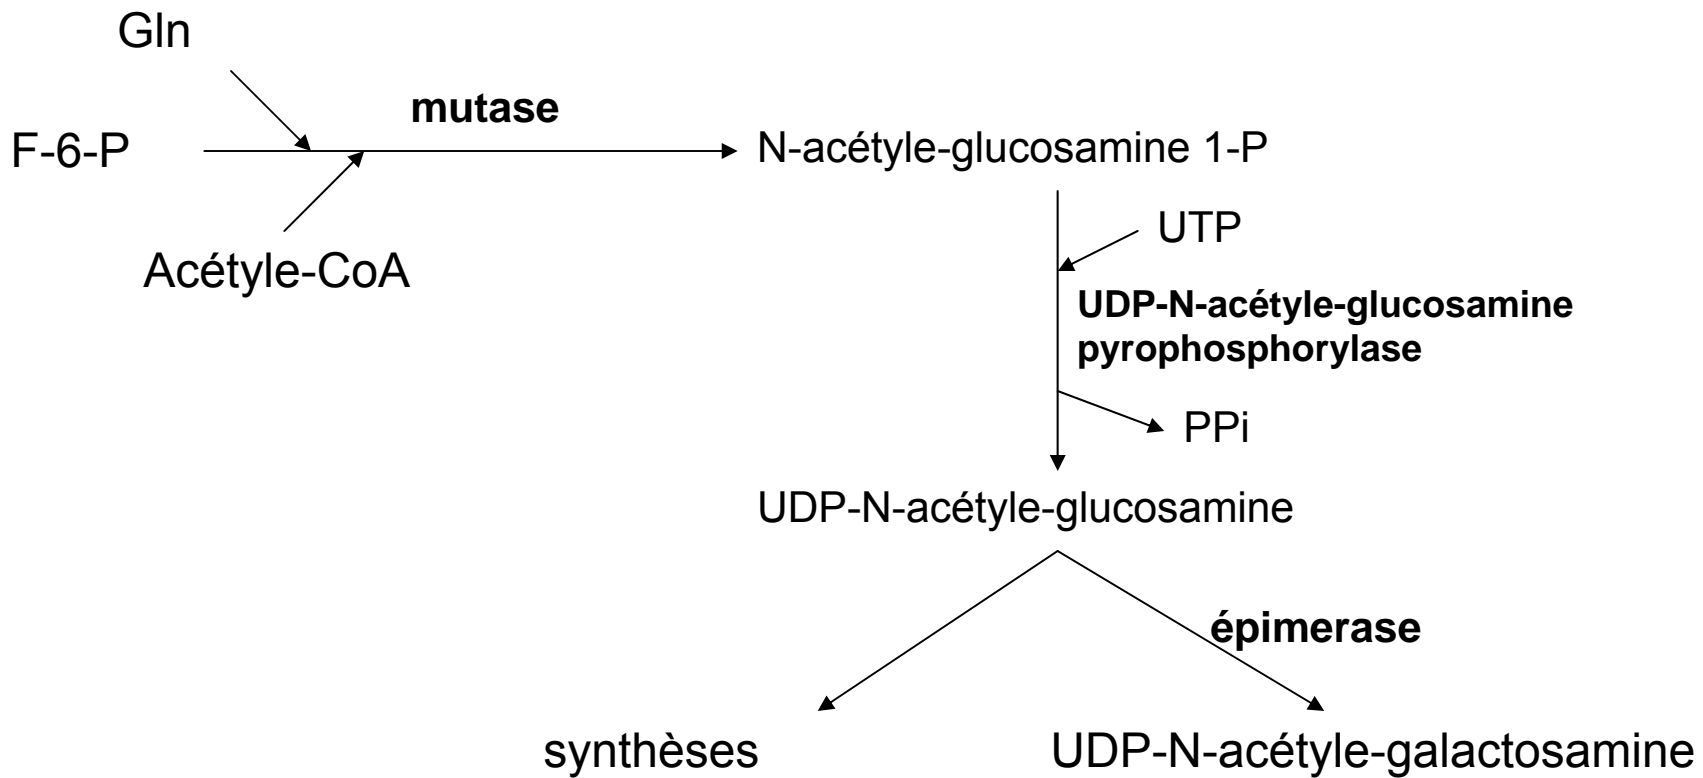 Gln
mutase
F-6-P
N-acétyle-glucosamine 1-P
Acétyle-CoA
UTP
UDP-N-acétyle-glucosamine
pyrophosphorylase
PPi
UDP-N-acétyle-glucosamine
épimerase
synthèses
UDP-N-acétyle-galactosamine